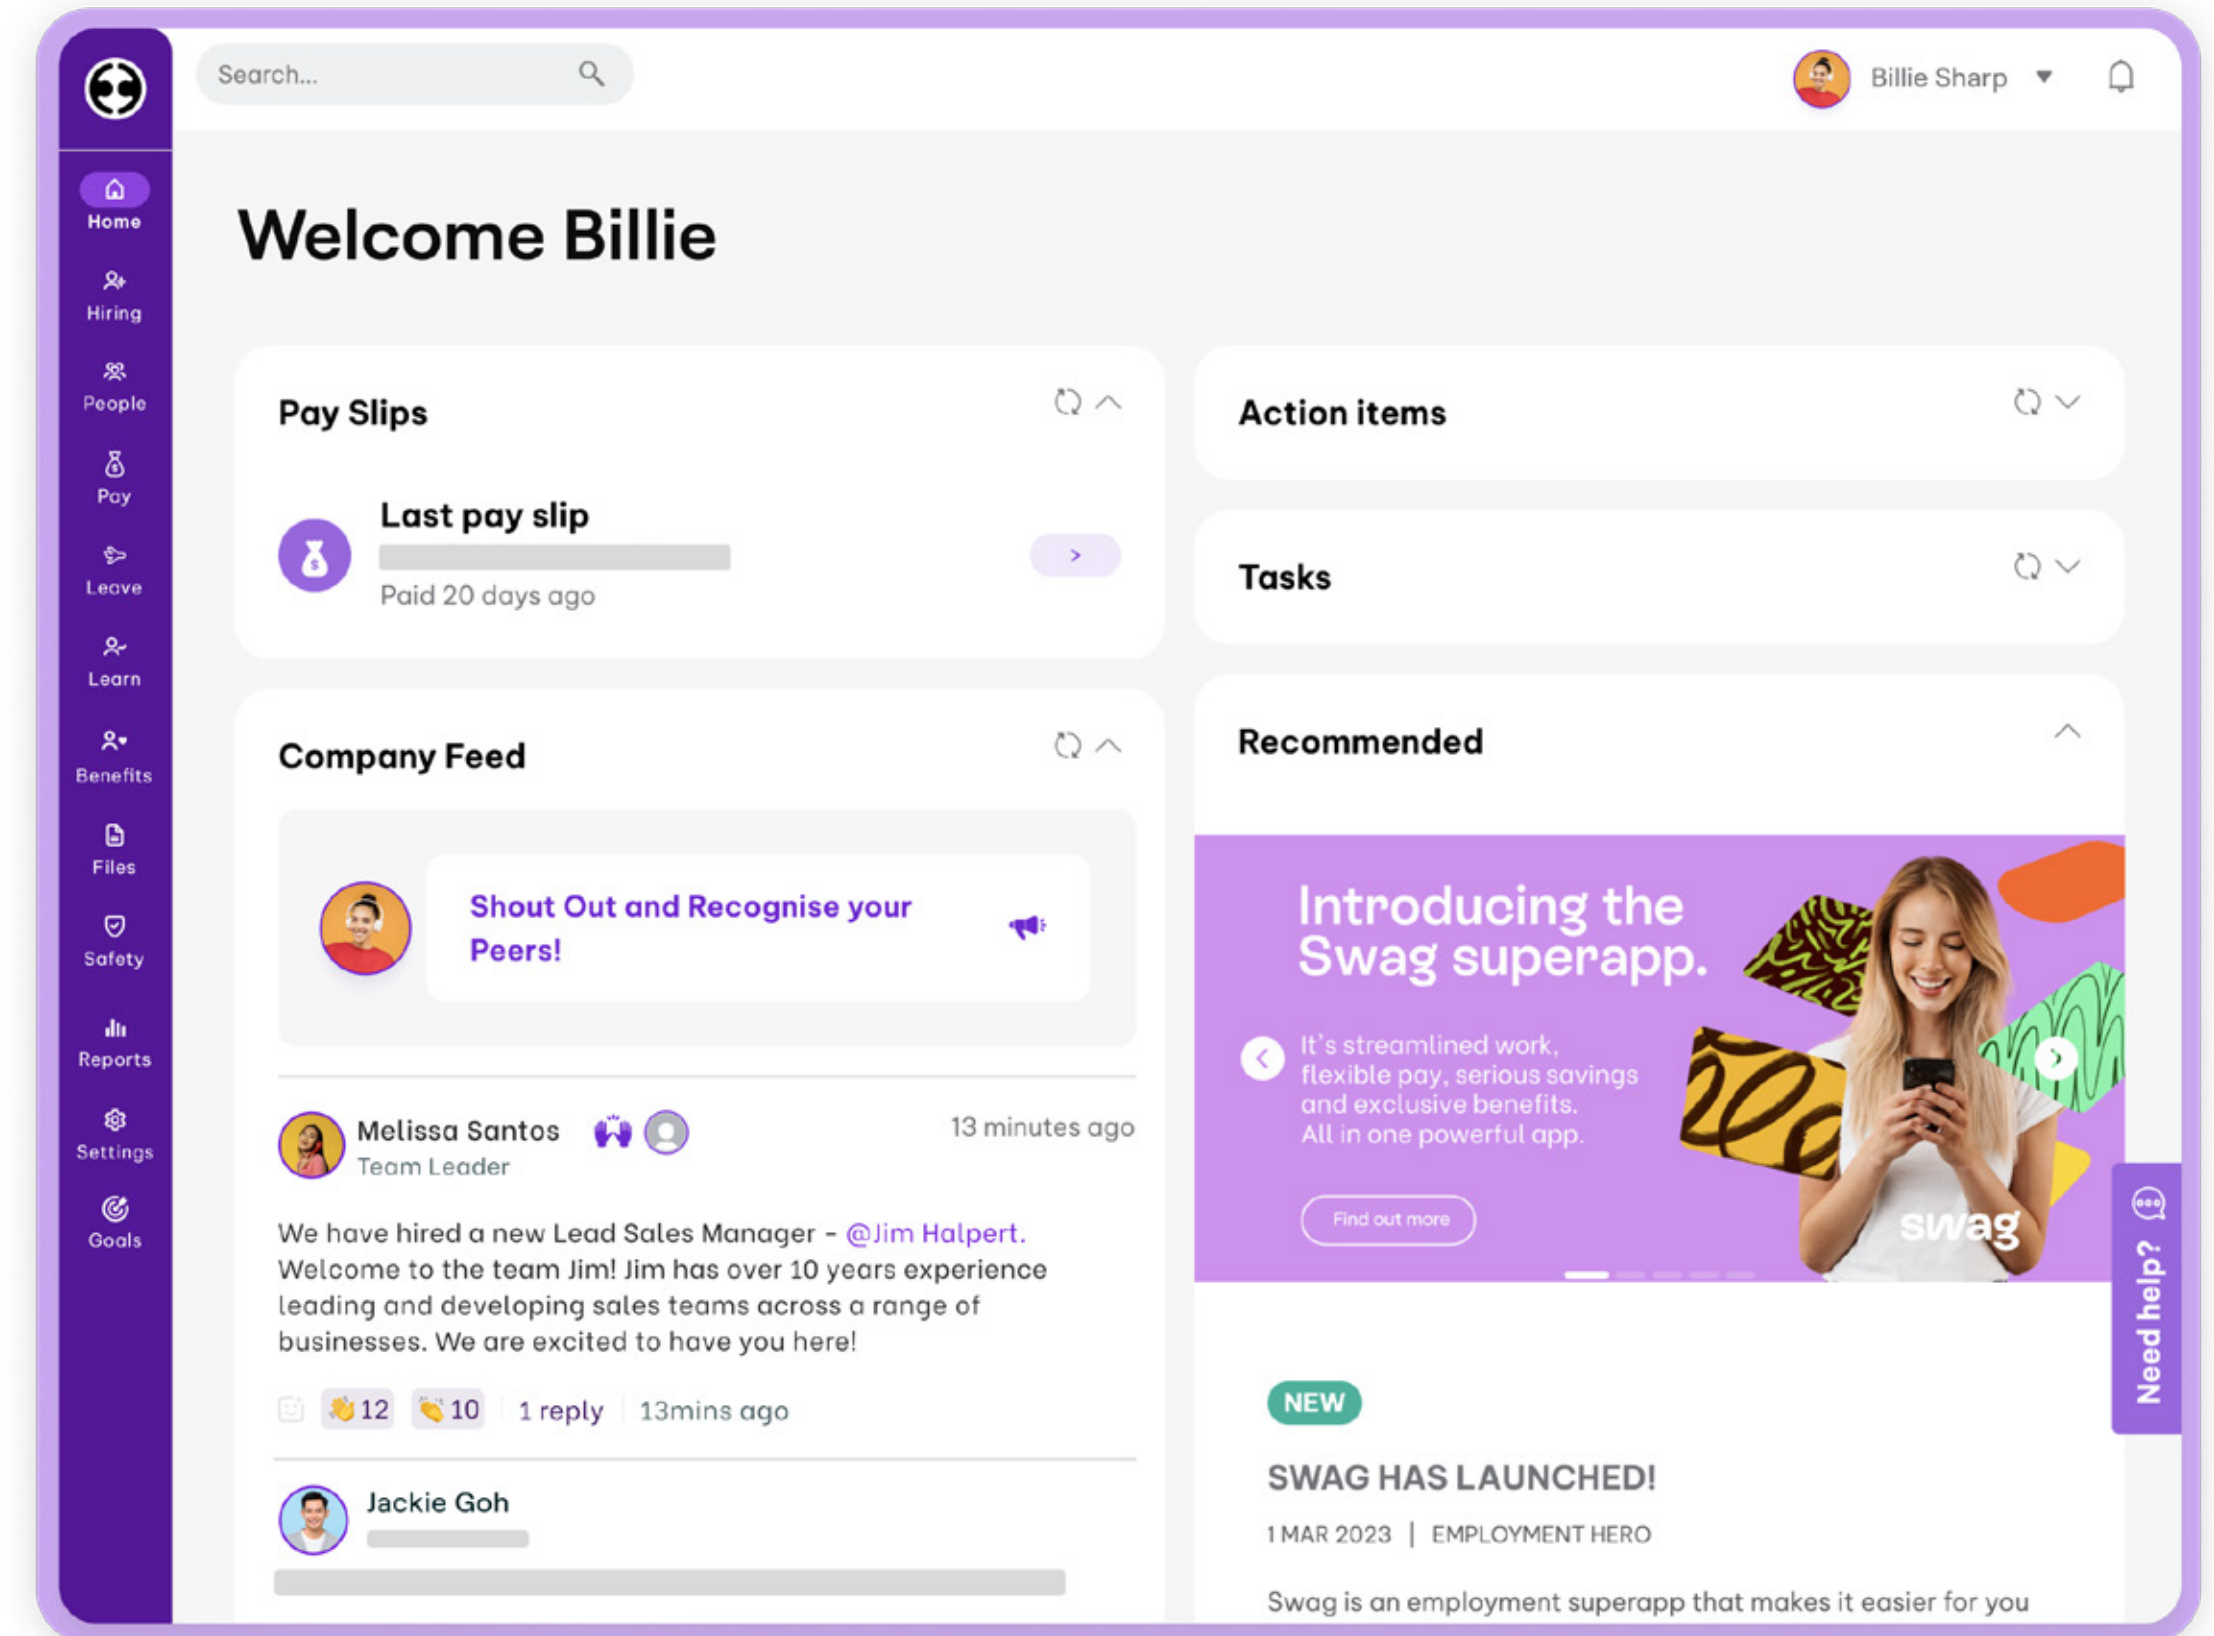 Search...
Billie Sharp
Home
Hiring
People
Pay
Leave
Learn
Benefits
Files
Safety
Reports
Settings
Goals
Welcome Billie
Pay Slips
Last pay slip
Paid 20 days ago
>
Company Feed
Shout Out and Recognise your
Peers!
Melissa Santos
Team Leader
13 minutes ago
We have hired a new Lead Sales Manager - @Jim Halpert.
Welcome to the team Jim! Jim has over 10 years experience
leading and developing sales teams across a range of
businesses. We are excited to have you here!
12
10
1 reply
13mins ago
Jackie Goh
Action items
Tasks
Recommended
Introducing the
Swag superapp.
It's streamlined work,
flexible pay, serious savings
and exclusive benefits.
All in one powerful app.
Find out more
swag
NEW
SWAG HAS LAUNCHED!
1 MAR 2023 | EMPLOYMENT HERO
Swag is an employment superapp that makes it easier for you
Need help?